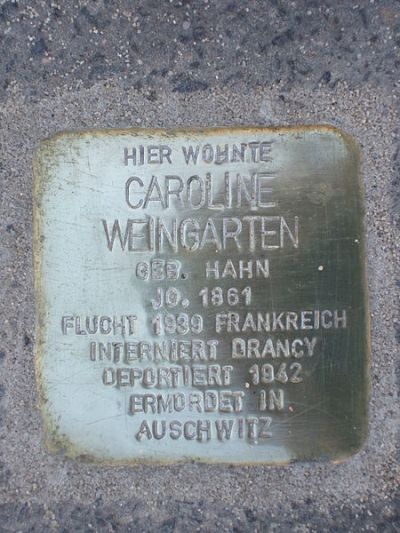 HIER WOHNTE
CAROLINE
WEINGARTEN
GEB. HAHN
JG. 1861
FLUCHT 1939 FRANKREICH
INTERNIERT DRANCY
DEPORTIERT 1942
ERMORDET IN
AUSCHWITZ